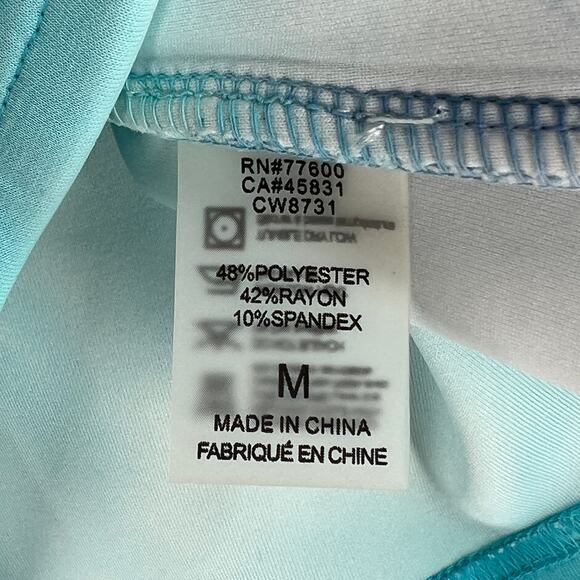 RN#77600
CA#45831
CW8731
48%POLYESTER
42%RAYON
10%SPANDEX
M
MADE IN CHINA
FABRIQUÉ EN CHINE